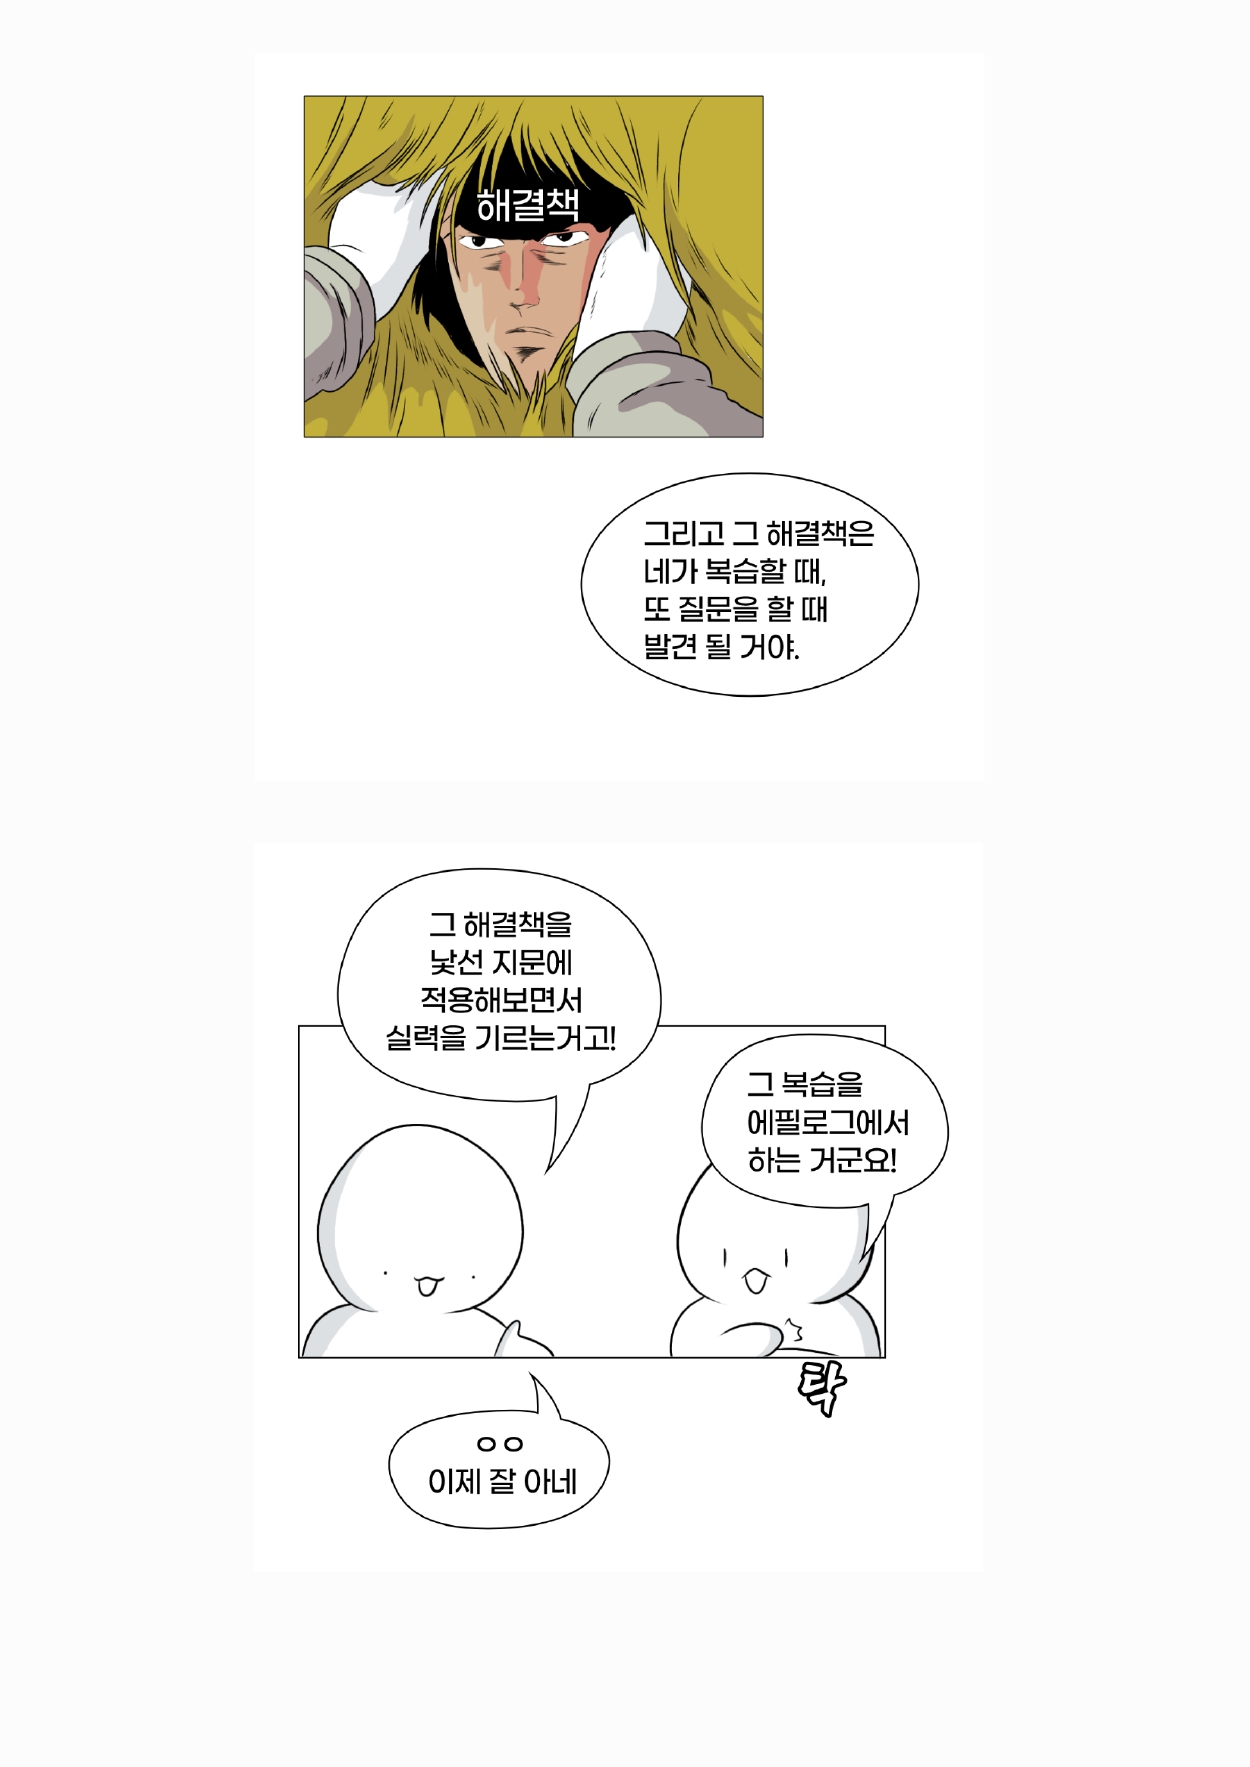 해결책
그리고 그 해결책은
네가 복습할 때,
또 질문을 할 때
발견 될 거야.
그 해결책을
낯선 지문에
적용해보면서
실력을 기르는거고!
그 복습을
에필로그에서
하는 거군요!
탁
ㅇㅇ
이제 잘 아네